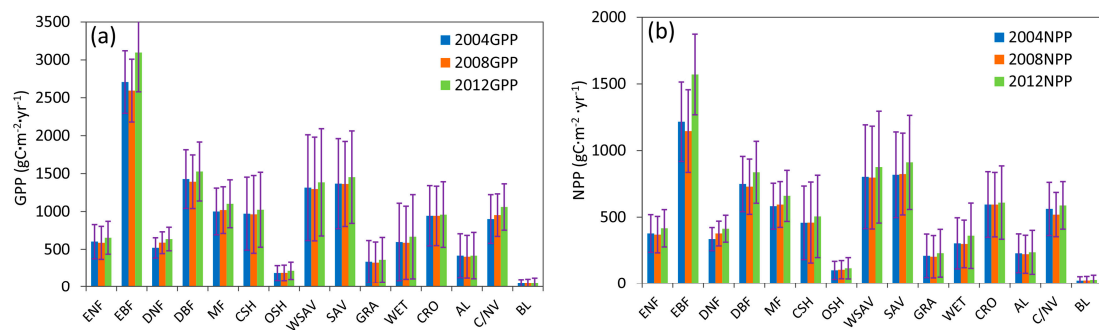 (a)
2004GPP
2008GPP
2012GPP
GPP (gC·m⁻²·yr⁻¹)
3500
3000
2500
2000
1500
1000
500
0
ENF EBF DNF DBF MF CSH OSH WSAV SAV GRA WET CRO AL C/NV BL
(b)
2004NPP
2008NPP
2012NPP
NPP (gC·m⁻² ·yr⁻¹)
2000
1500
1000
500
0
ENF EBF DNF DBF MF CSH OSH WSAV SAV GRA WET CRO AL C/NV BL